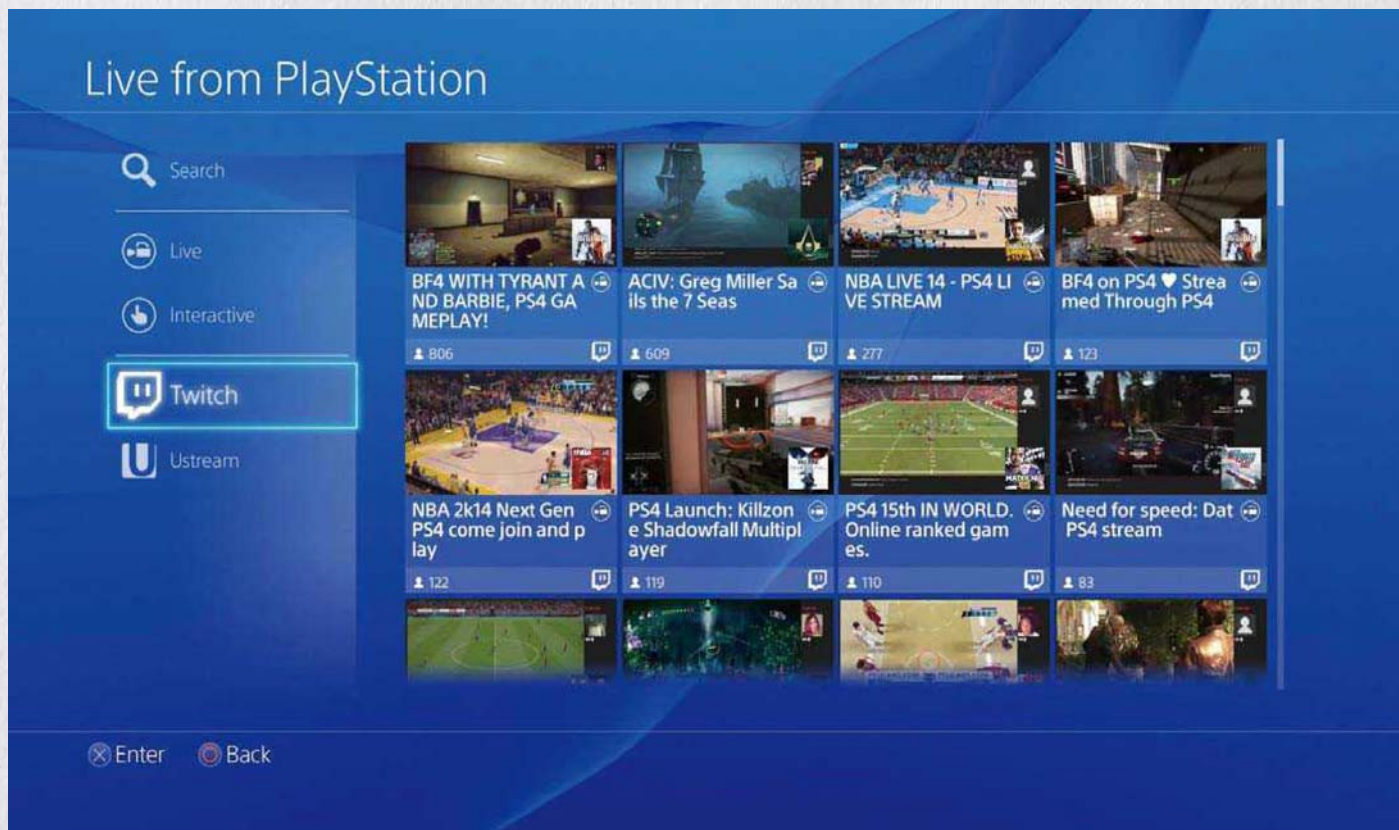 Live from PlayStation
Search
Live
Interactive
Twitch
Ustream
BF4 WITH TYRANT A
ND BARBIE, PS4 GA
MEPLAY!
806
ACIV: Greg Miller Sa
ils the 7 Seas
609
NBA LIVE 14 - PS4 LI
VE STREAM
277
BF4 on PS4 ♥ Strea
med Through PS4
123
NBA 2k14 Next Gen
PS4 come join and p
lay
122
PS4 Launch: Killzon
e Shadowfall Multipl
ayer
119
PS4 15th IN WORLD.
Online ranked gam
es.
110
Need for speed: Dat
PS4 stream
83
Enter
Back